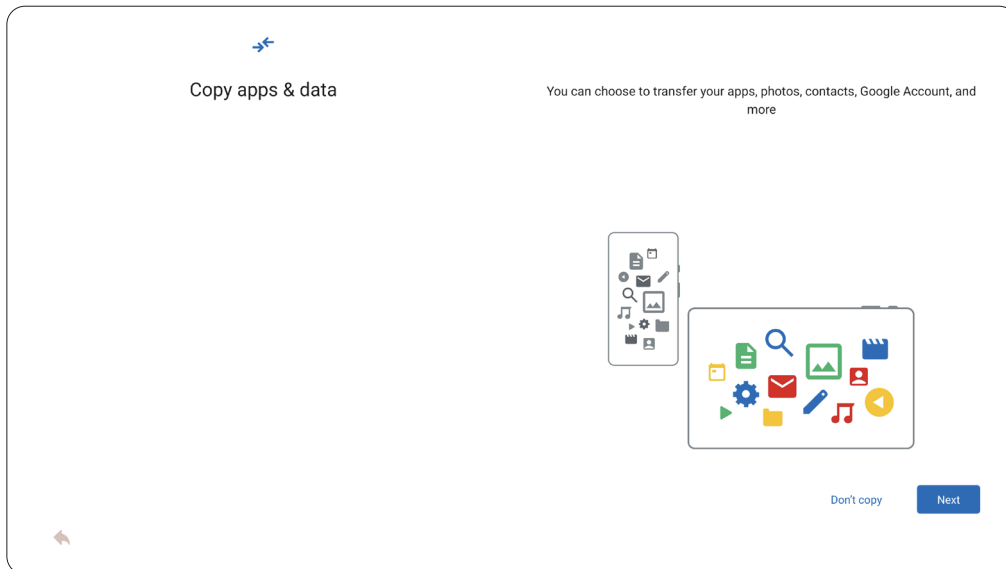 Copy apps & data
You can choose to transfer your apps, photos, contacts, Google Account, and
more
Don't copy
Next